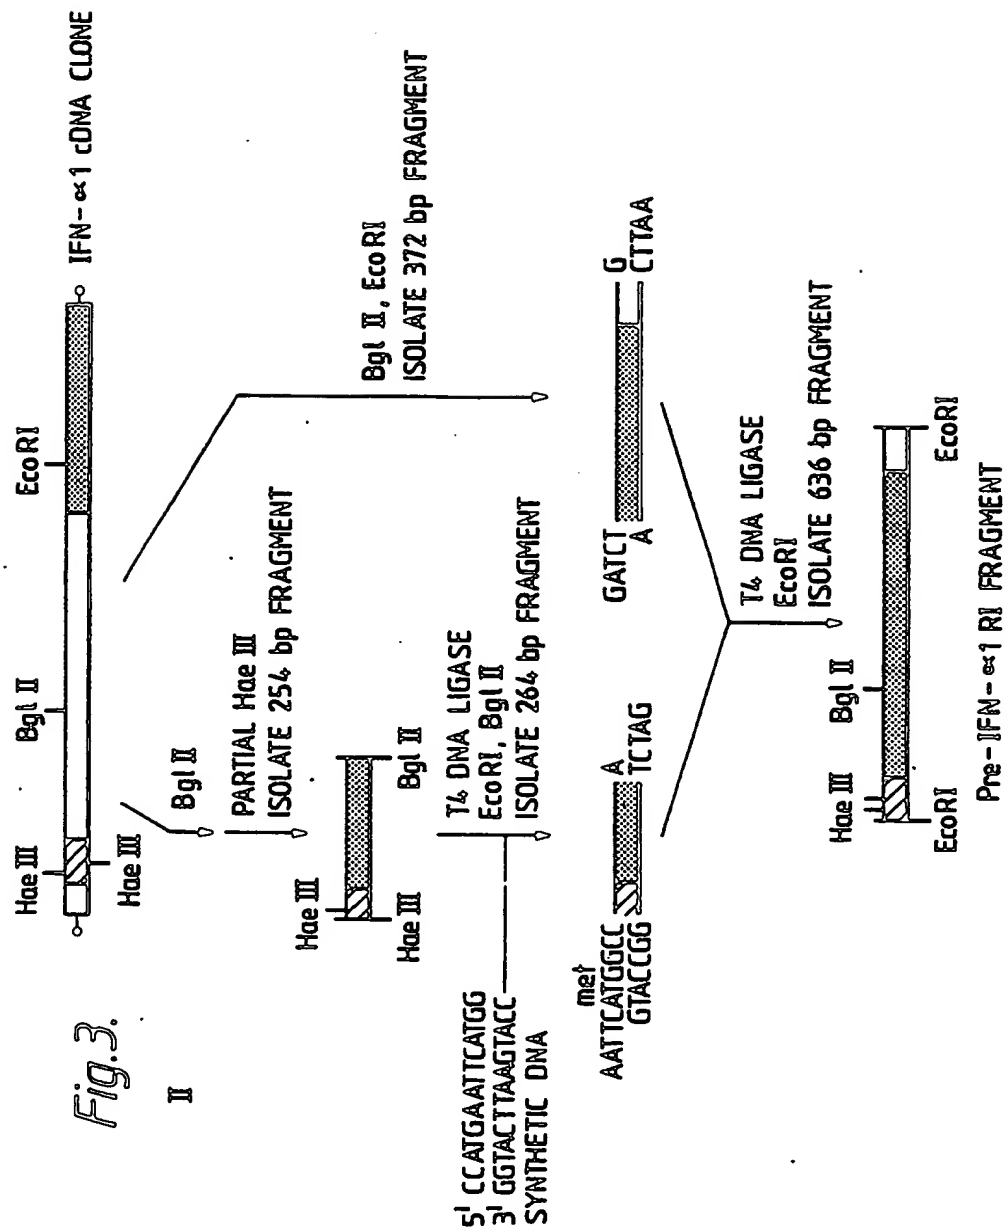 Fig.3.
II
IFN-∝1 cDNA CLONE
Hae III
Hae III
Bgl II
EcoRI
Bgl II
PARTIAL Hae III
ISOLATE 254 bp FRAGMENT
Bgl II, EcoRI
ISOLATE 372 bp FRAGMENT
Hae III
Hae III
Bgl II
5' CCATGAATTCATGG
3' GGTACTTAAGTACC
SYNTHETIC DNA
T4 DNA LIGASE
EcoRI, Bgl II
ISOLATE 264 bp FRAGMENT
met
AATTCATGGCC
GTACCGG
A
TCTAG
GATCT
A
G
CTTAA
T4 DNA LIGASE
EcoRI
ISOLATE 636 bp FRAGMENT
Hae III
Bgl II
EcoRI
EcoRI
Pre-IFN-∝1 RI FRAGMENT